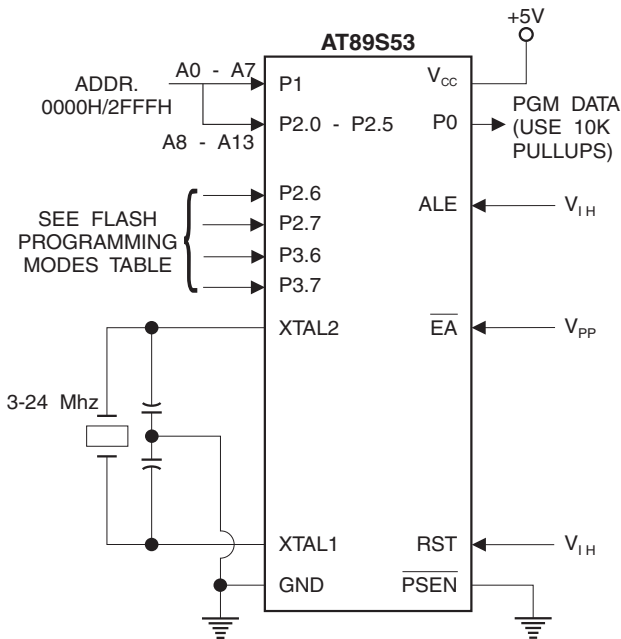 +5V
AT89S53
ADDR.
0000H/2FFFH
A0 - A7
A8 - A13
P1
P2.0 - P2.5
VCC
P0
PGM DATA
(USE 10K
PULLUPS)
SEE FLASH
PROGRAMMING
MODES TABLE
P2.6
P2.7
P3.6
P3.7
ALE
VIH
XTAL2
EA
VPP
3-24 Mhz
XTAL1
RST
VIH
GND
PSEN